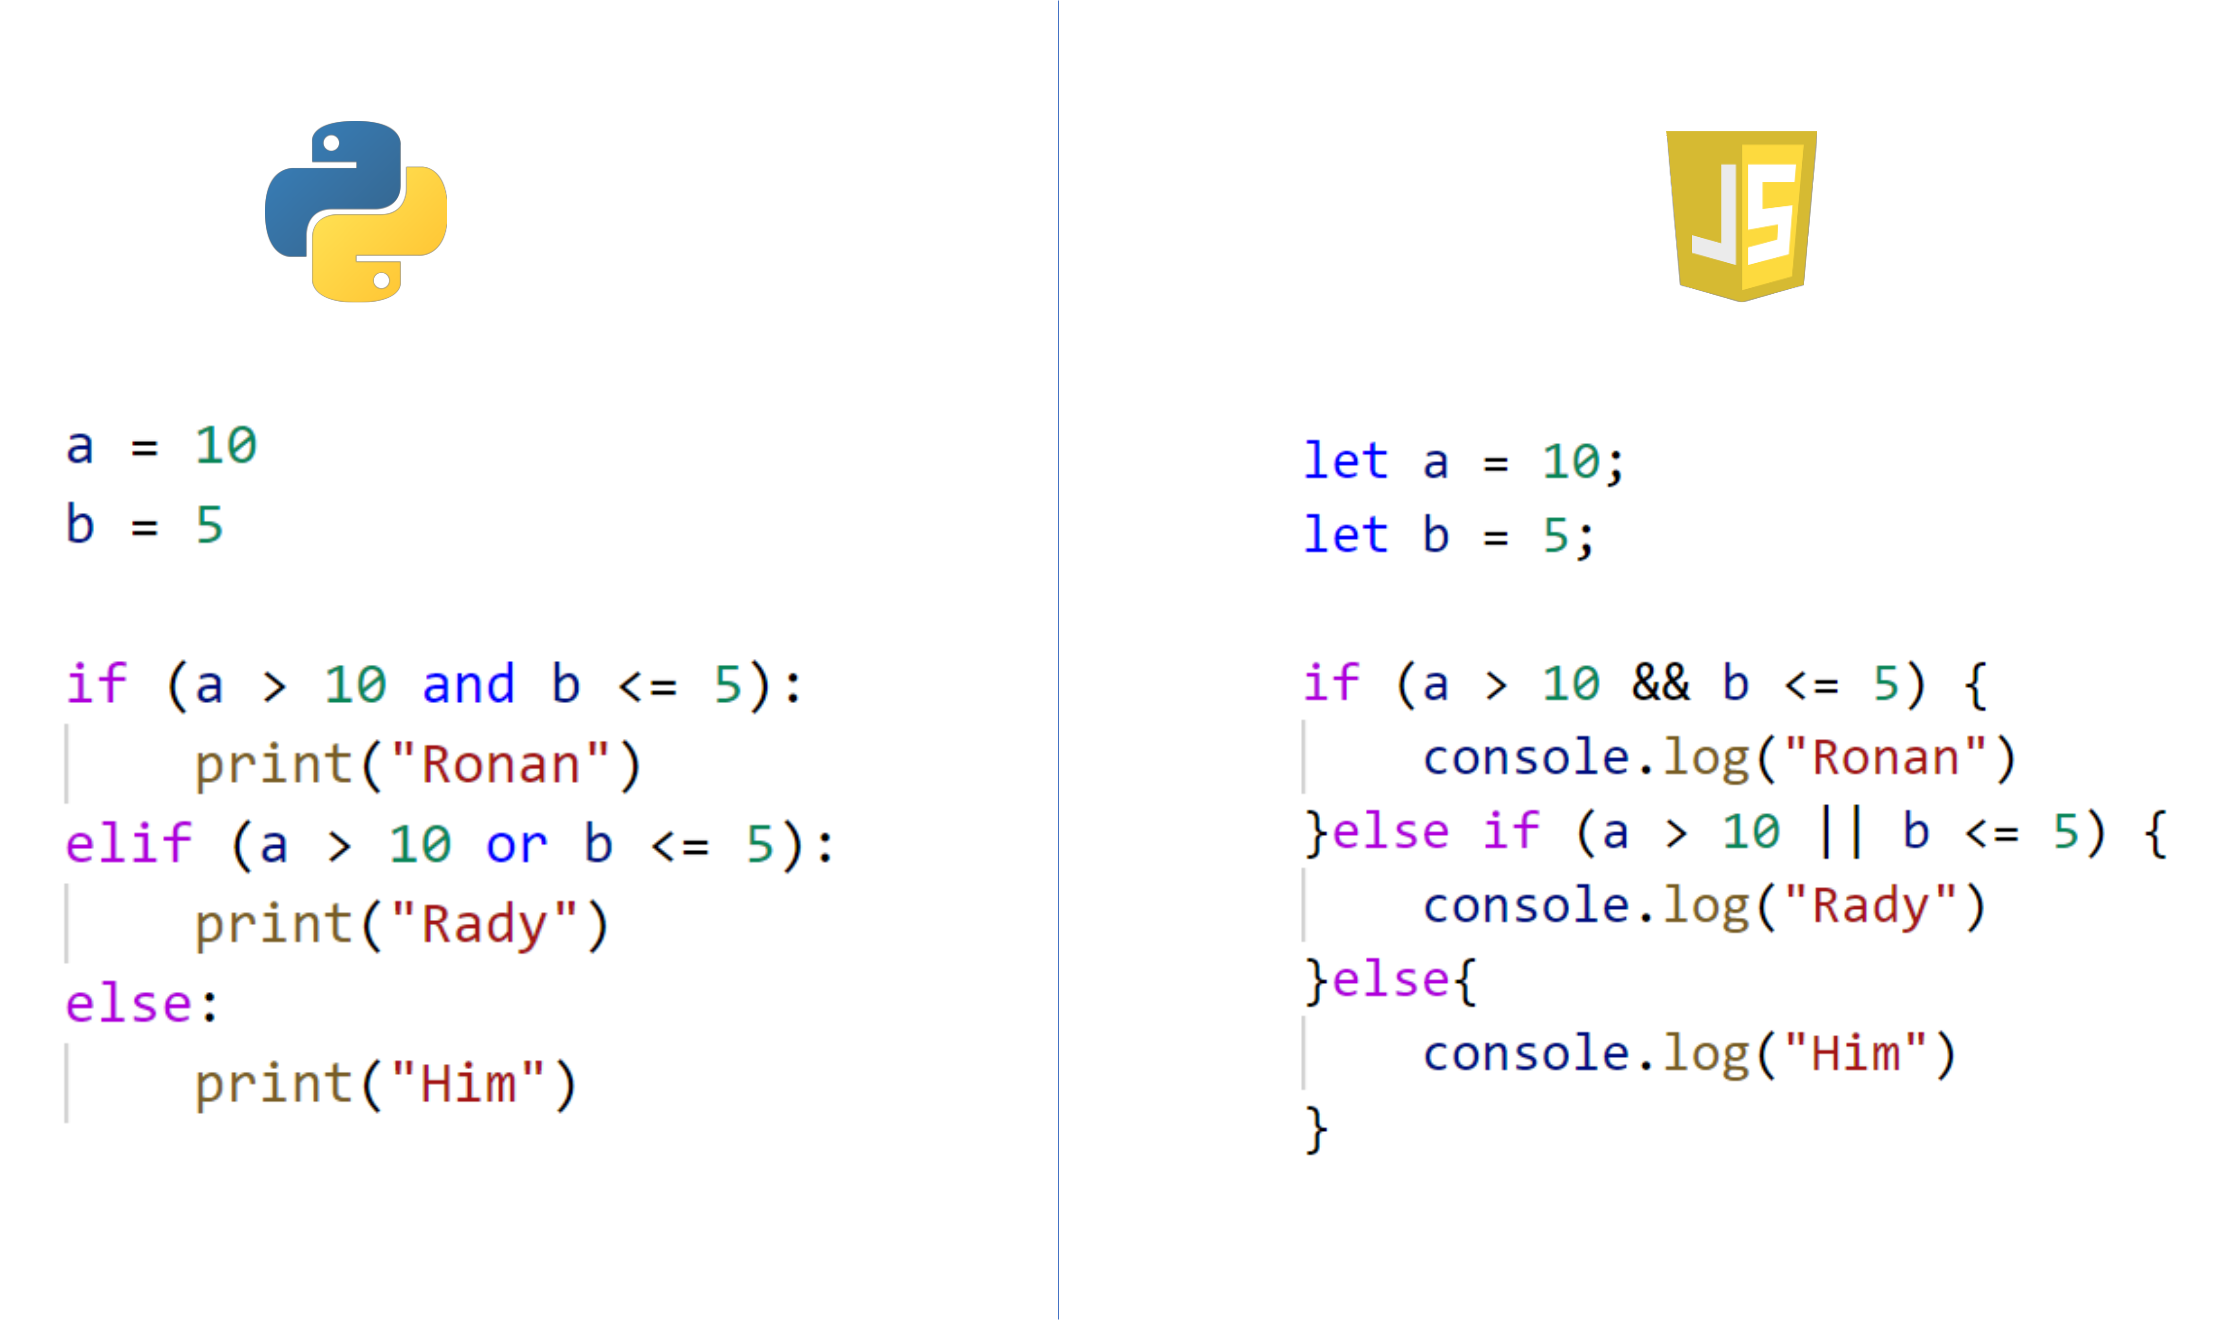 a = 10
b = 5
if (a > 10 and b <= 5):
    print("Ronan")
elif (a > 10 or b <= 5):
    print("Rady")
else:
    print("Him")
JS
let a = 10;
let b = 5;
if (a > 10 && b <= 5) {
    console.log("Ronan")
}else if (a > 10 || b <= 5) {
    console.log("Rady")
}else{
    console.log("Him")
}